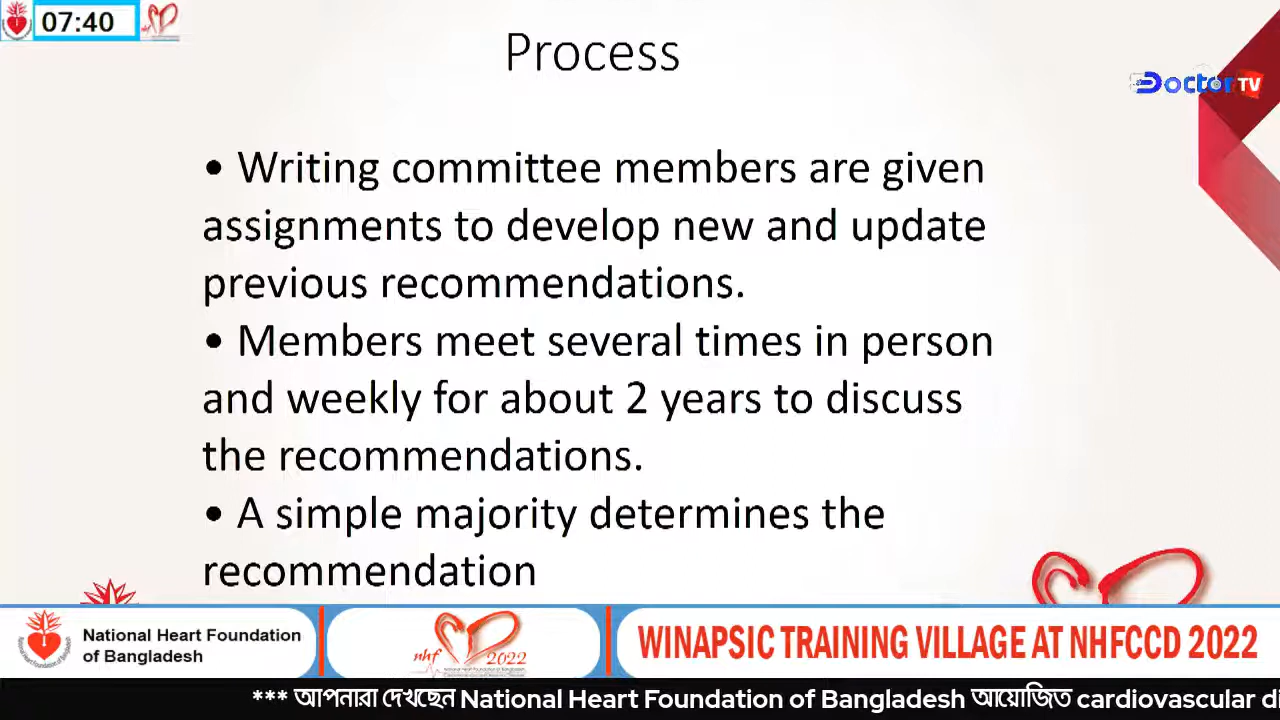 07:40
Process
Doctor TV
• Writing committee members are given
assignments to develop new and update
previous recommendations.
• Members meet several times in person
and weekly for about 2 years to discuss
the recommendations.
• A simple majority determines the
recommendation
National Heart Foundation
of Bangladesh
nhf
2022
WINAPSIC TRAINING VILLAGE AT NHFCCD 2022
*** আপনারা দেখছেন National Heart Foundation of Bangladesh আয়োজিত cardiovascular di